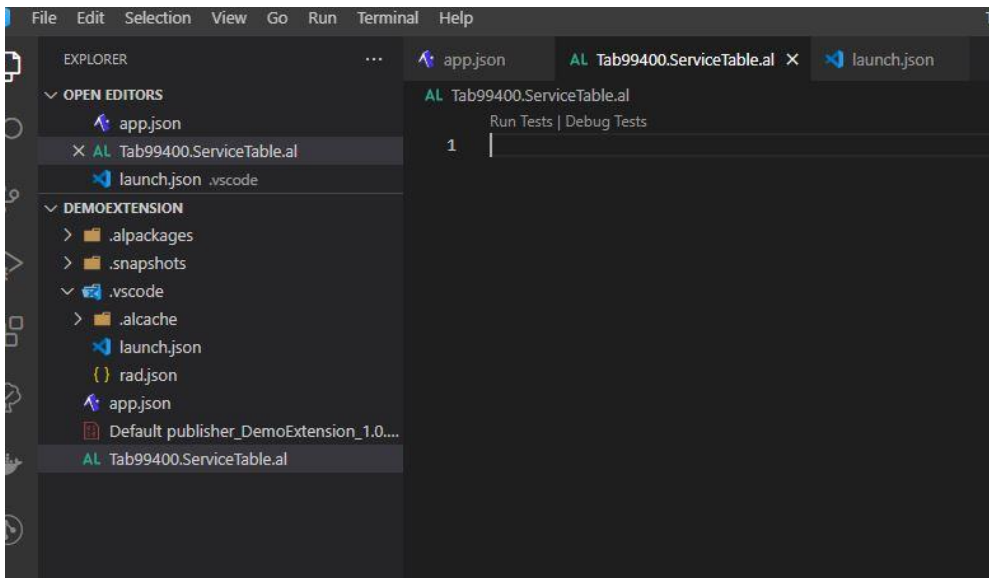 File Edit Selection View Go Run Terminal Help
EXPLORER ...
app.json AL Tab99400.ServiceTable.al launch.json
OPEN EDITORS
AL Tab99400.ServiceTable.al
app.json
Run Tests | Debug Tests
AL Tab99400.ServiceTable.al
1
launch.json .vscode
DEMOEXTENSION
.alpackages
.snapshots
.vscode
.alcache
launch.json
{ } rad.json
app.json
Default publisher_DemoExtension_1.0....
AL Tab99400.ServiceTable.al